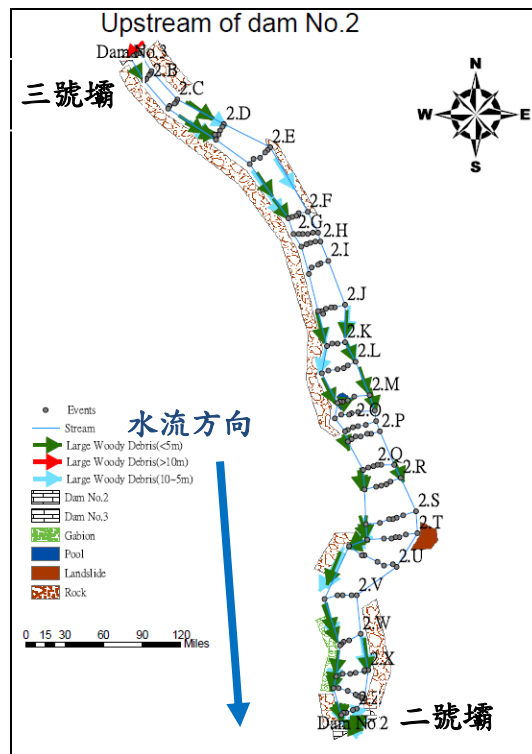 Upstream of dam No.2
Dam No.3
三號壩
2.B
2.C
2.D
2.E
2.F
2.G
2.H
2.I
2.J
2.K
2.L
2.M
2.O
2.P
2.Q
2.R
2.S
2.T
2.U
2.V
2.W
2.X
Dam No 2
二號壩
N
W
E
S
水流方向
Events
Stream
Large Woody Debris(<5m)
Large Woody Debris(>10m)
Large Woody Debris(10~5m)
Dam No.2
Dam No.3
Gabion
Pool
Landslide
Rock
0 15 30 60 90 120
Miles